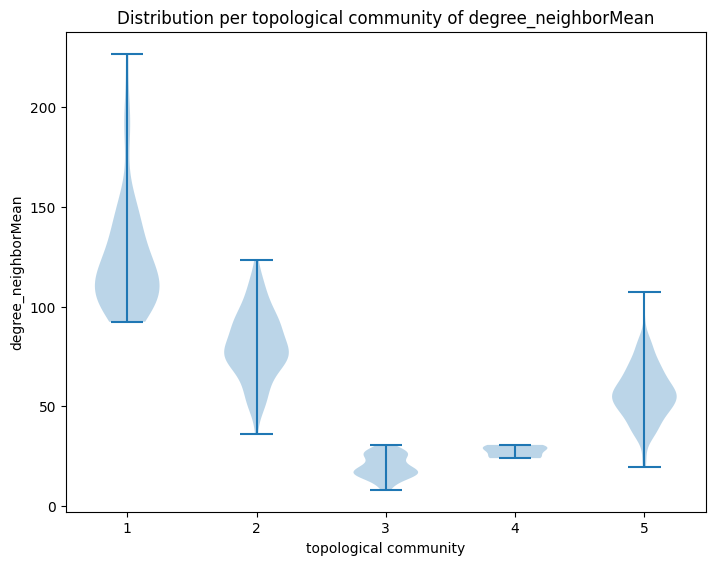 Distribution per topological community of degree_neighborMean
degree_neighborMean
200
150
100
50
0
1 2 3 4 5
topological community